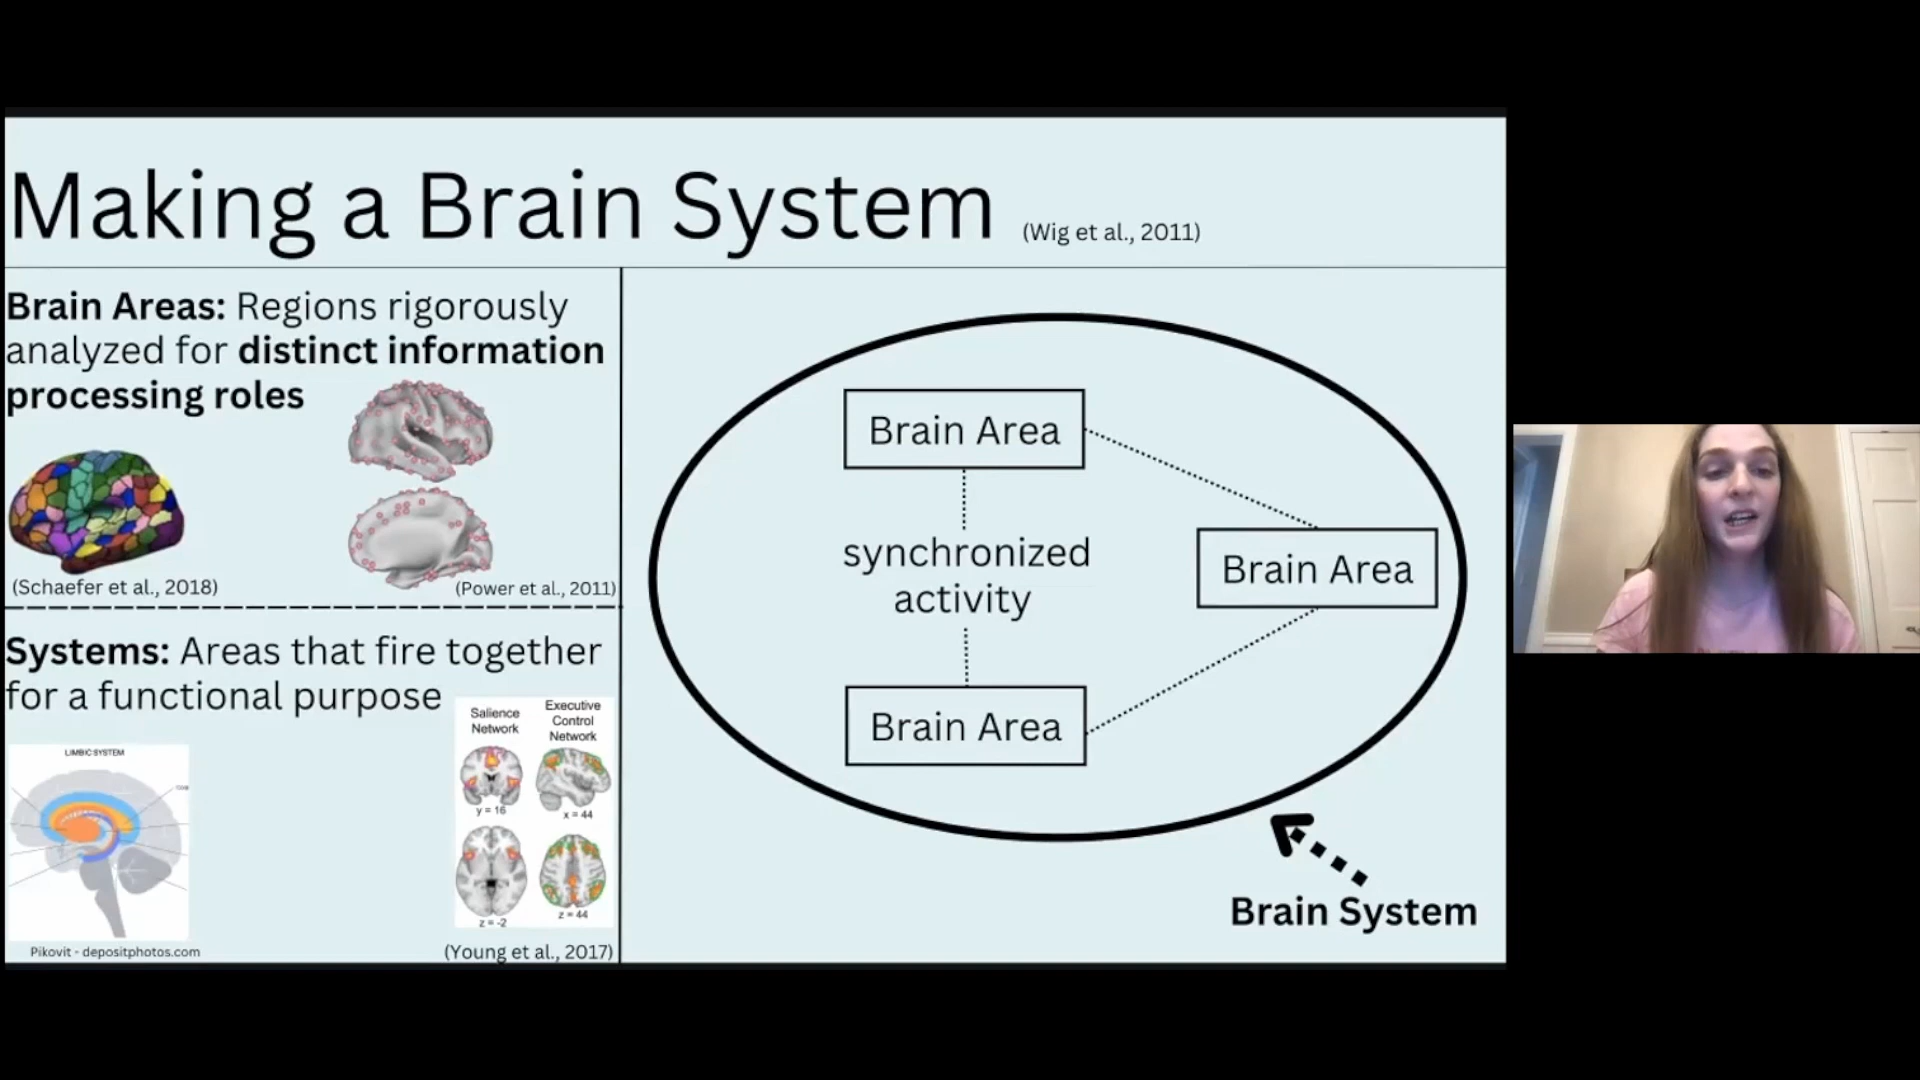 Making a Brain System (Wig et al., 2011)
Brain Areas: Regions rigorously
analyzed for distinct information
processing roles
(Schaefer et al., 2018)
(Power et al., 2011)
Systems: Areas that fire together
for a functional purpose
LIMBIC SYSTEM
Pikovit - depositphotos.com
Salience
Network
Executive
Control
Network
y = 16
x = 44
z = -2
z = 44
(Young et al., 2017)
Brain Area
synchronized
activity
Brain Area
Brain Area
Brain System